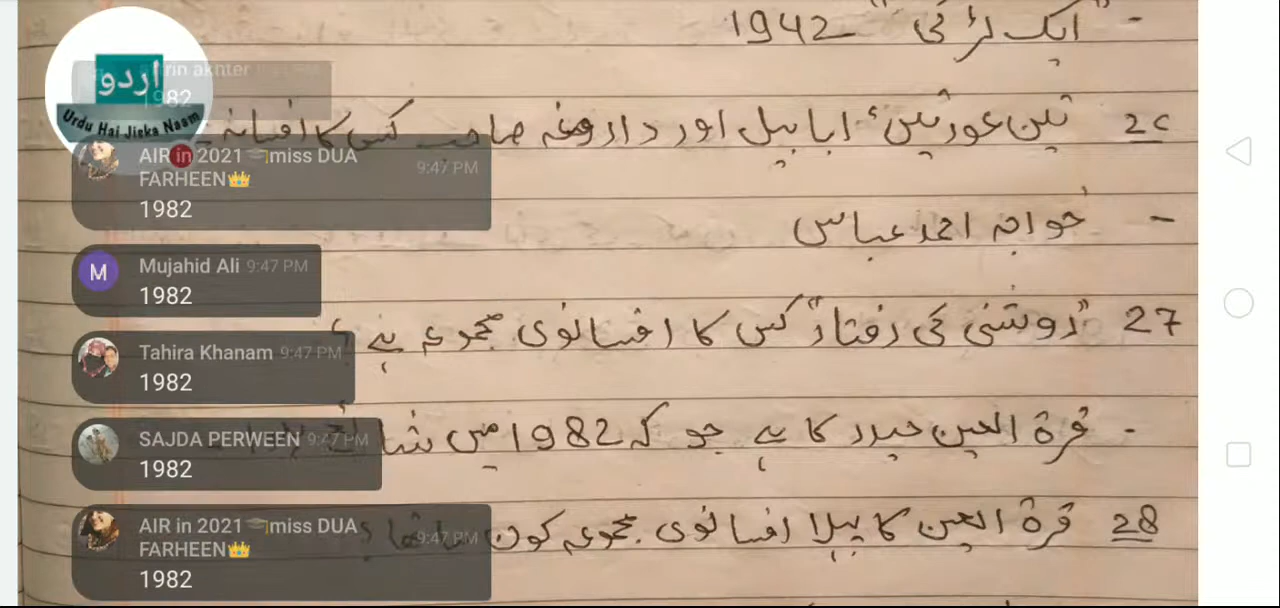 - "ایک لڑکی" 1942
26 تین عورتیں، ابابیل اور داروغہ صاحب کس کا افسانہ
- خواجہ احمد عباس
27 "روشنی کی رفتار" کس کا افسانوی مجموعہ ہے؟
- قرۃ العین حیدر کا ہے جو کہ 1982 میں شائع
28 قرۃ العین کا پہلا افسانوی مجموعہ کون سا تھا؟
اردو
Urdu Hai Jiska Naam
akhter
1982
AIR in 2021 🎓miss DUA 9:47 PM
FARHEEN👑
1982
M
Mujahid Ali 9:47 PM
1982
Tahira Khanam 9:47 PM
1982
SAJDA PERWEEN 9:47 PM
1982
AIR in 2021 🎓miss DUA 9:47 PM
FARHEEN👑
1982